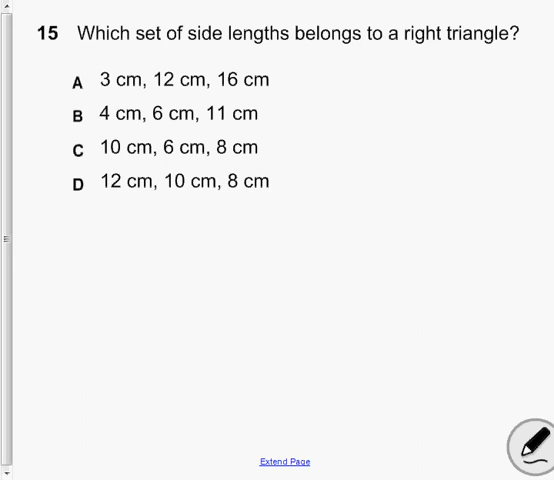 15 Which set of side lengths belongs to a right triangle?
A 3 cm, 12 cm, 16 cm
B 4 cm, 6 cm, 11 cm
C 10 cm, 6 cm, 8 cm
D 12 cm, 10 cm, 8 cm
Extend Page